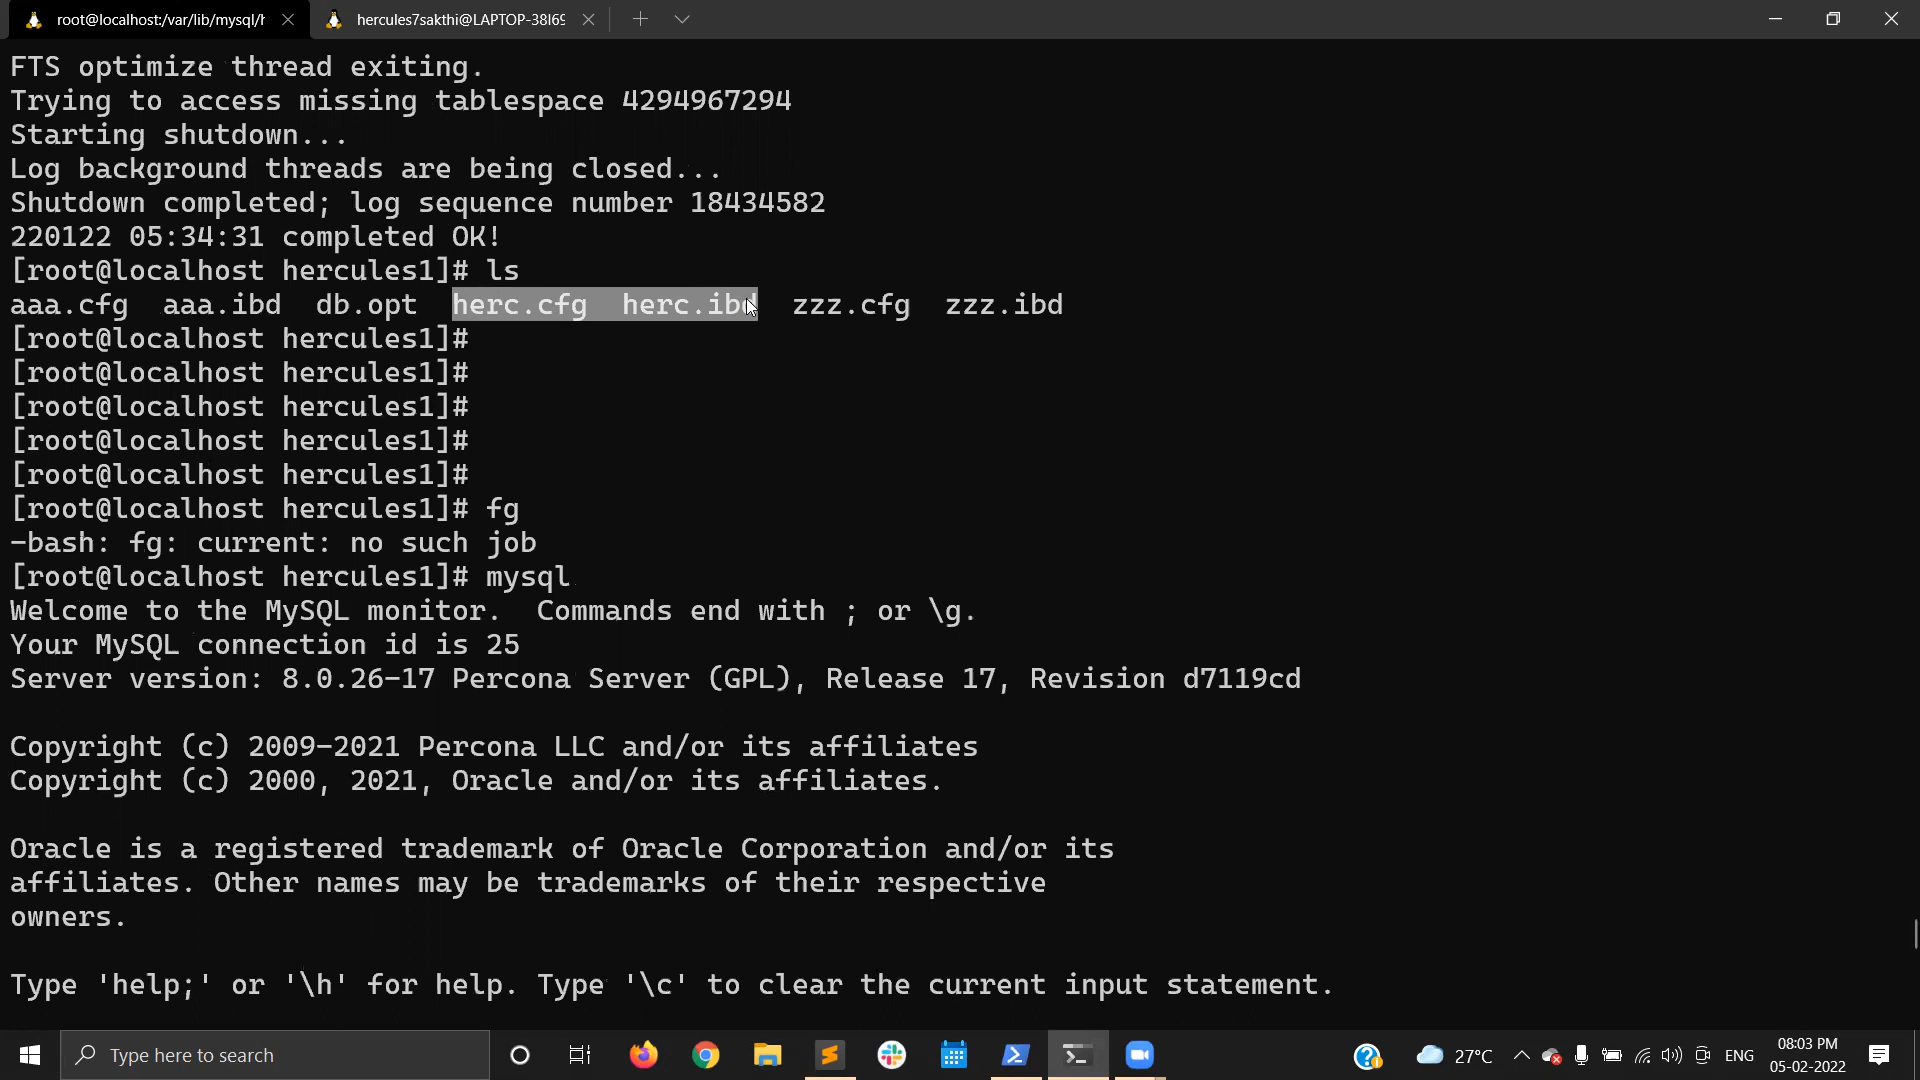 root@localhost:/var/lib/mysql/h
hercules7sakthi@LAPTOP-38I69
FTS optimize thread exiting.
Trying to access missing tablespace 4294967294
Starting shutdown...
Log background threads are being closed...
Shutdown completed; log sequence number 18434582
220122 05:34:31 completed OK!
[root@localhost hercules1]# ls
aaa.cfg  aaa.ibd  db.opt  herc.cfg  herc.ibd  zzz.cfg  zzz.ibd
[root@localhost hercules1]#
[root@localhost hercules1]#
[root@localhost hercules1]#
[root@localhost hercules1]#
[root@localhost hercules1]#
[root@localhost hercules1]# fg
-bash: fg: current: no such job
[root@localhost hercules1]# mysql
Welcome to the MySQL monitor.  Commands end with ; or \g.
Your MySQL connection id is 25
Server version: 8.0.26-17 Percona Server (GPL), Release 17, Revision d7119cd
Copyright (c) 2009-2021 Percona LLC and/or its affiliates
Copyright (c) 2000, 2021, Oracle and/or its affiliates.
Oracle is a registered trademark of Oracle Corporation and/or its
affiliates. Other names may be trademarks of their respective
owners.
Type 'help;' or '\h' for help. Type '\c' to clear the current input statement.
Type here to search
27°C
ENG
08:03 PM
05-02-2022